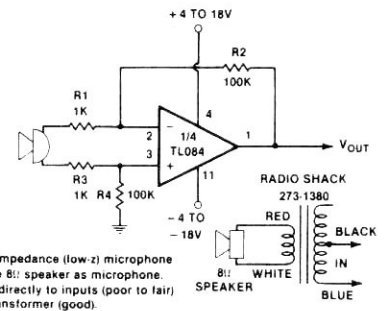 + 4 TO 18V
R2
100K
R1
1K
4
2
−
1/4
TL084
1
VOUT
3
+
R3
1K
R4
100K
11
− 4 TO
− 18V
RADIO SHACK
273-1380
RED
BLACK
IN
8Ω
SPEAKER
WHITE
BLUE
mpedance (low-z) microphone
8Ω speaker as microphone.
directly to inputs (poor to fair)
ansformer (good).